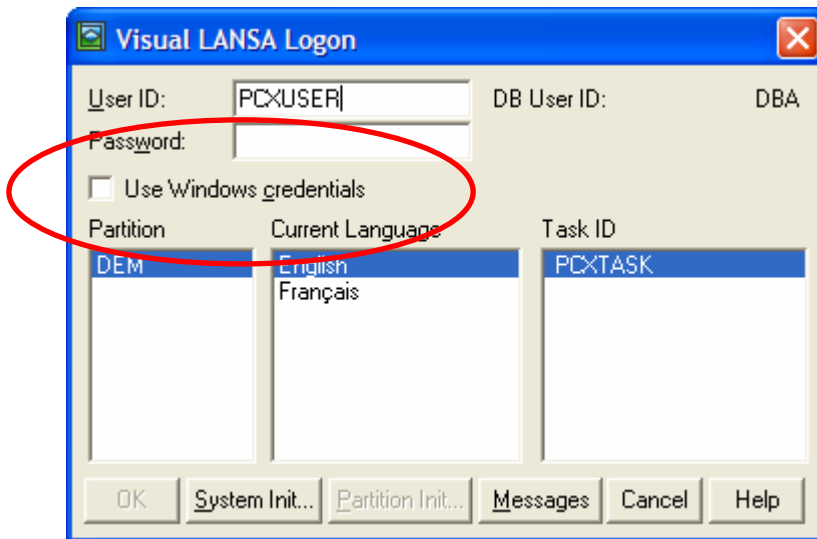 Visual LANSA Logon
User ID: PCXUSER DB User ID: DBA
Password:
Use Windows credentials
Partition Current Language Task ID
DEM English PCXTASK
Français
OK System Init... Partition Init... Messages Cancel Help